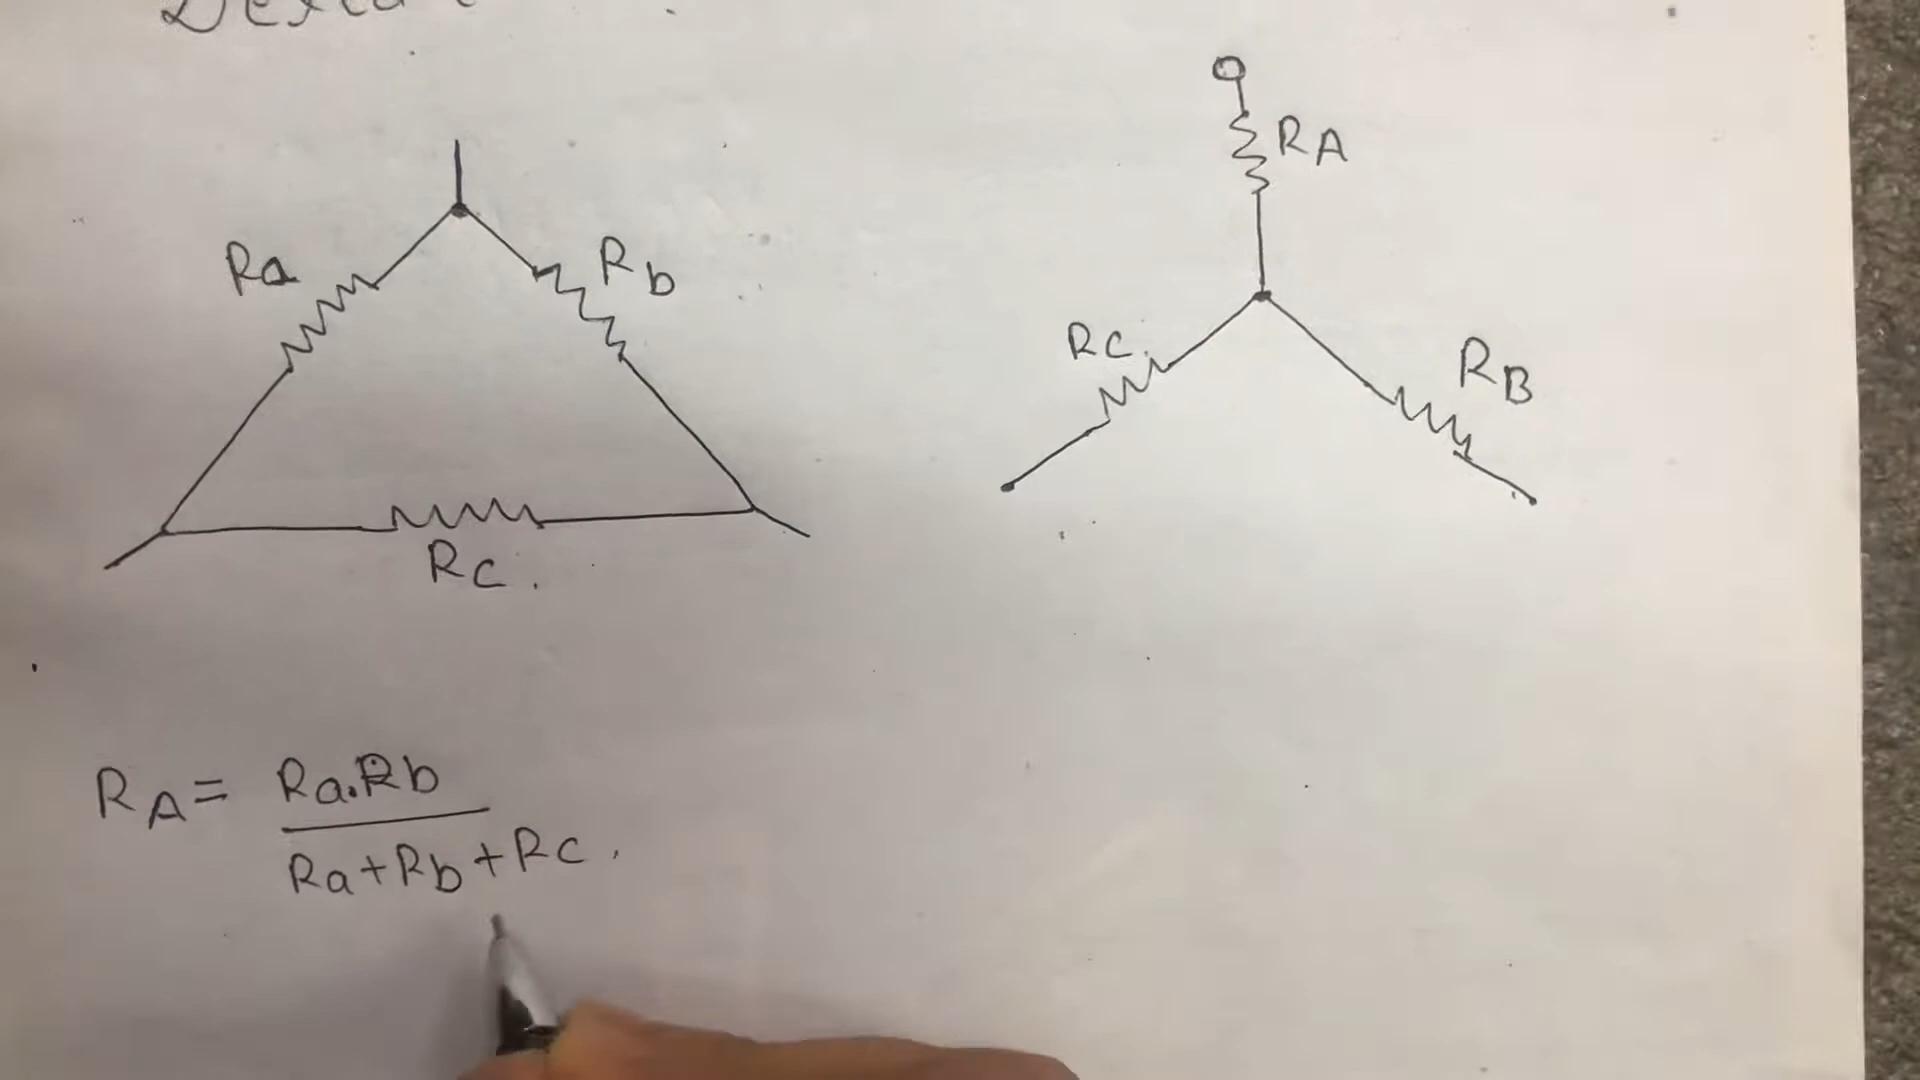 Ra
Rb
Rc.
RA
Rc.
RB
RA = Ra.Rb
Ra+Rb+Rc.